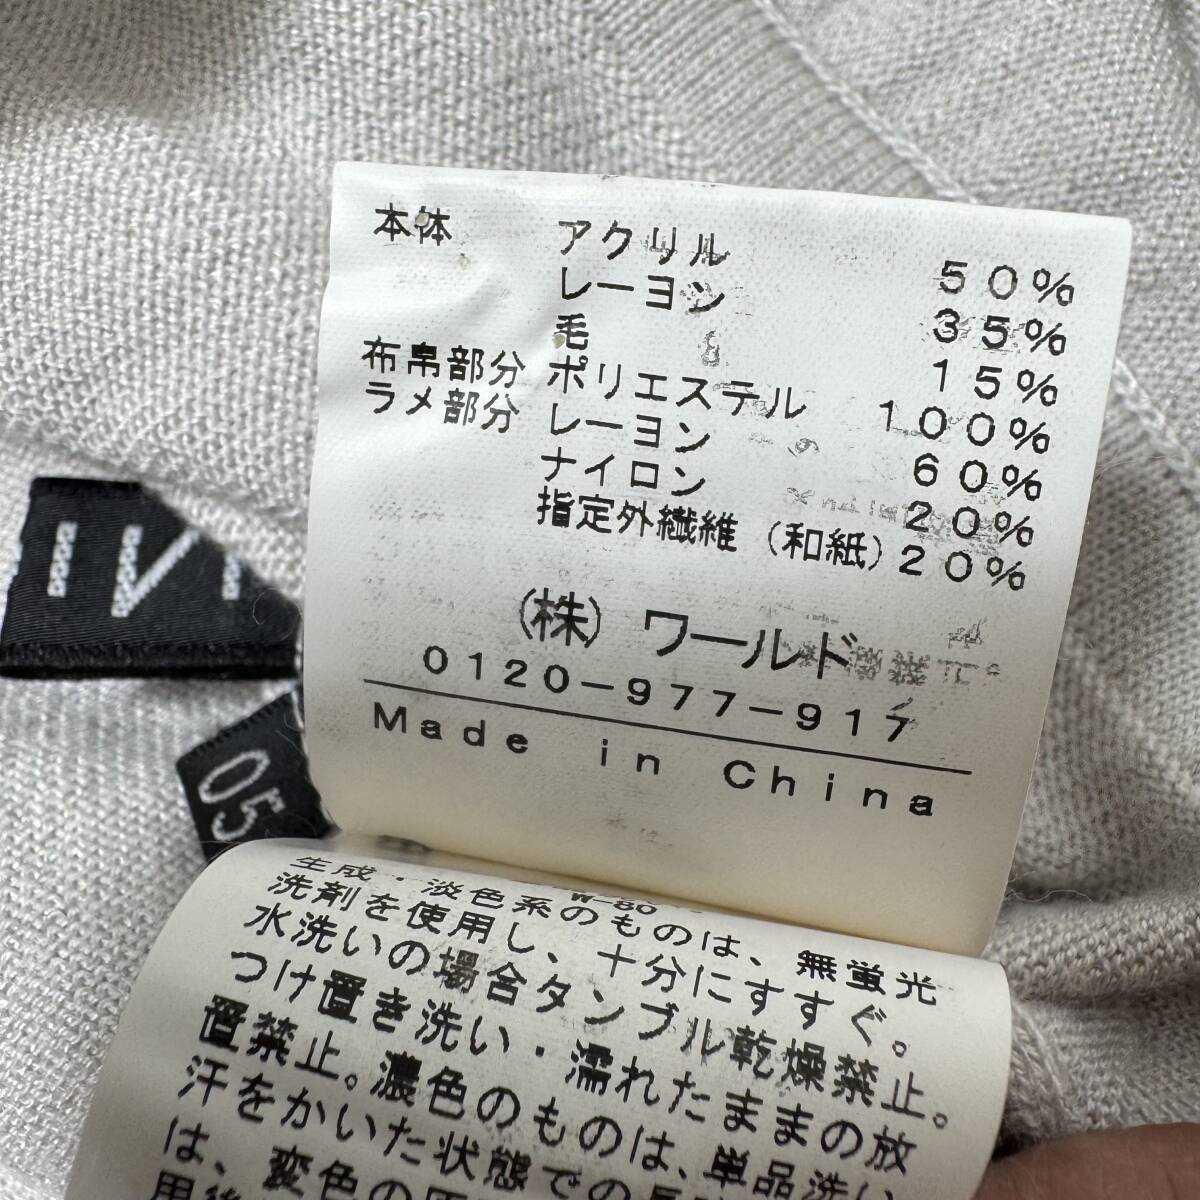 本体 アクリル 50%
レーヨン 35%
毛 15%
布帛部分 ポリエステル 100%
ラメ部分 レーヨン 60%
ナイロン 20%
指定外繊維(和紙)20%
(株)ワールド
0120-977-917
Made in China
05
W-80
生成・淡色系のものは、無蛍光
洗剤を使用し、十分にすすぐ。
水洗いの場合タンブル乾燥禁止。
つけ置き洗い・濡れたままの放
置禁止。濃色のものは、単品洗い
汗をかいた状態での
は、変色の
用後